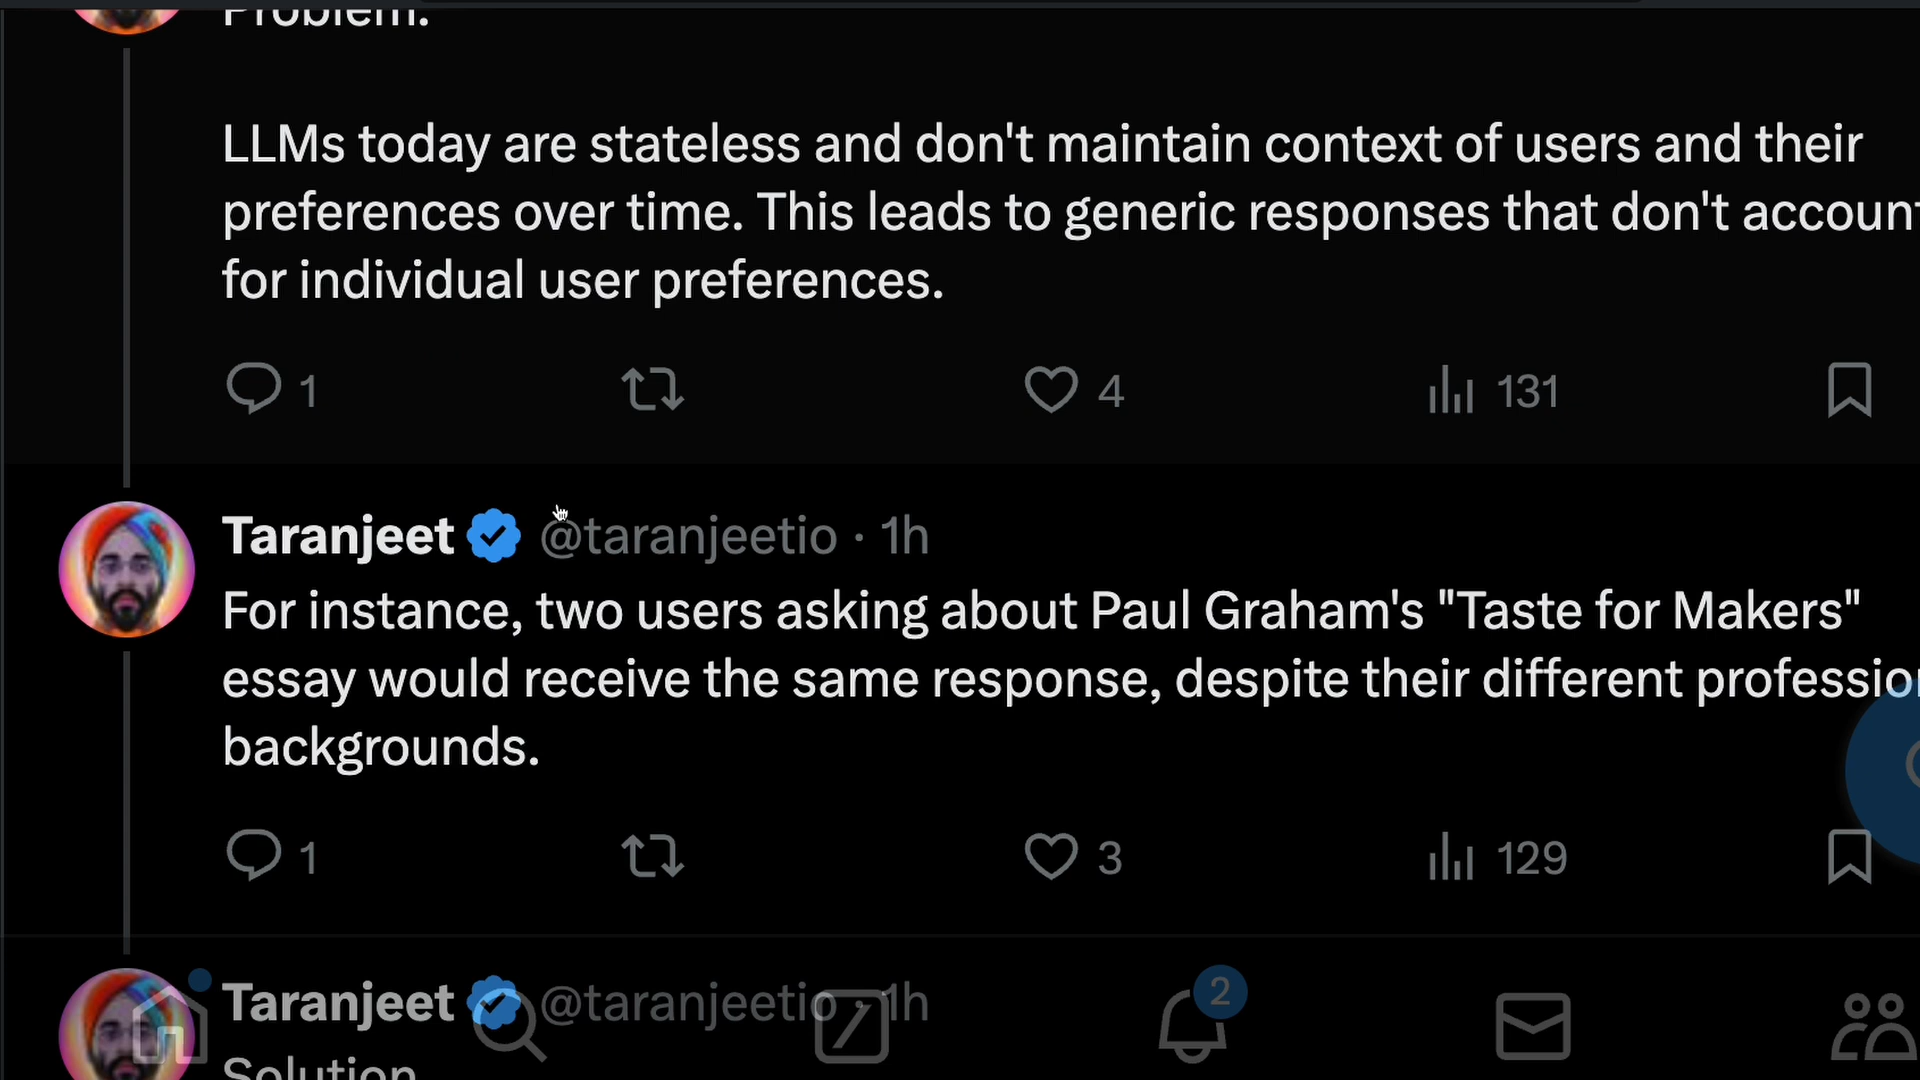 Problem:
LLMs today are stateless and don't maintain context of users and their
preferences over time. This leads to generic responses that don't account
for individual user preferences.
1 4 131
Taranjeet @taranjeetio · 1h
For instance, two users asking about Paul Graham's "Taste for Makers"
essay would receive the same response, despite their different
backgrounds.
1 3 129
Taranjeet @taranjeetio · 1h
2
Solution